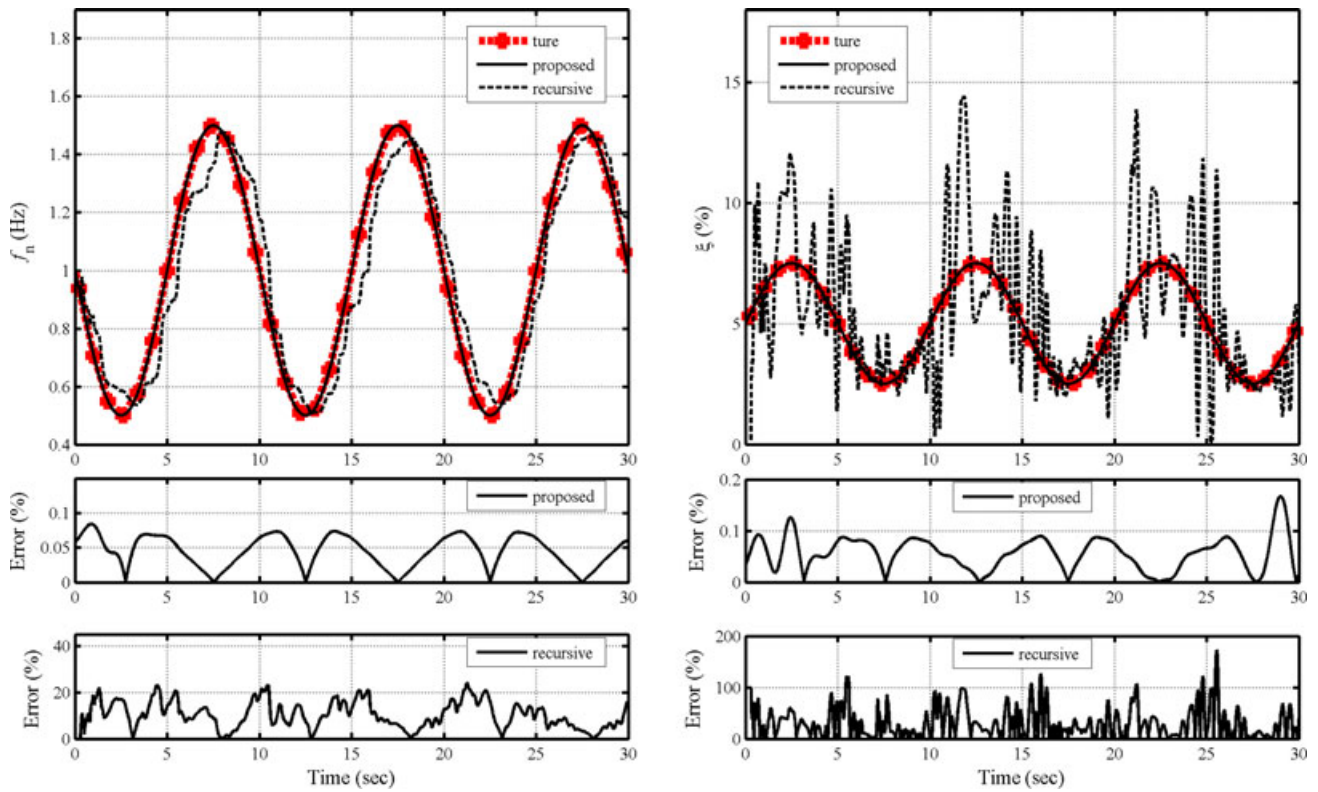 1.8
1.6
1.4
1.2
1
0.8
0.6
0.4
f n (Hz)
ture
proposed
recursive
0 5 10 15 20 25 30
15
10
5
0
ξ (%)
ture
proposed
recursive
0 5 10 15 20 25 30
0.1
0.05
0
Error (%)
proposed
0 5 10 15 20 25 30
0.2
0.1
0
Error (%)
proposed
0 5 10 15 20 25 30
40
20
0
Error (%)
recursive
0 5 10 15 20 25 30
Time (sec)
200
100
0
Error (%)
recursive
0 5 10 15 20 25 30
Time (sec)